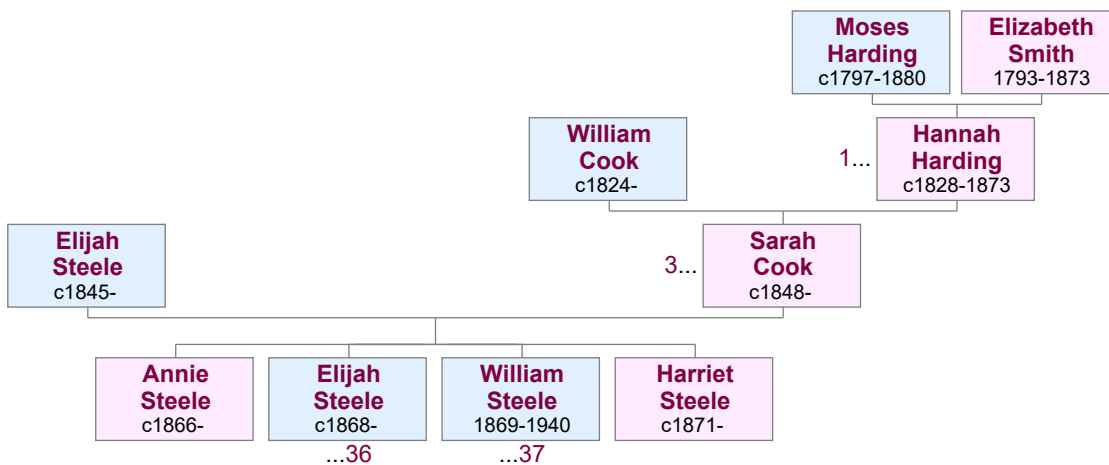 Moses
Harding
c1797-1880
Elizabeth
Smith
1793-1873
William
Cook
c1824-
1...
Hannah
Harding
c1828-1873
Elijah
Steele
c1845-
3...
Sarah
Cook
c1848-
Annie
Steele
c1866-
Elijah
Steele
c1868-
William
Steele
1869-1940
Harriet
Steele
c1871-
...36
...37